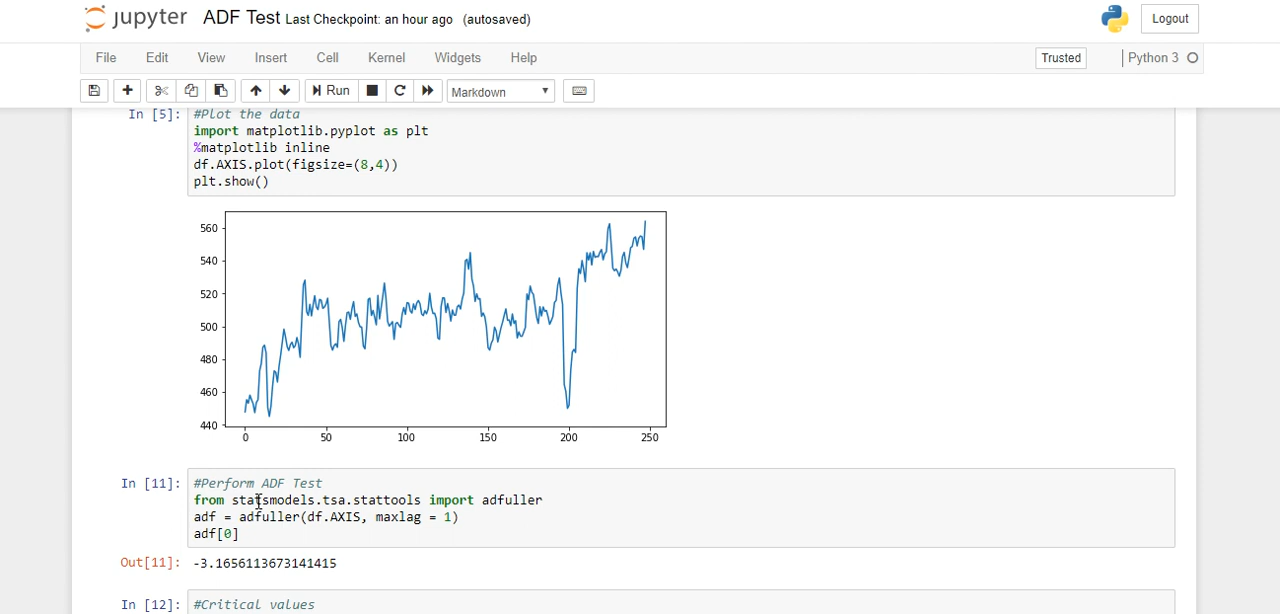 jupyter ADF Test Last Checkpoint: an hour ago (autosaved) Logout
File Edit View Insert Cell Kernel Widgets Help Trusted Python 3
Run Markdown
In [5]: #Plot the data
import matplotlib.pyplot as plt
%matplotlib inline
df.AXIS.plot(figsize=(8,4))
plt.show()
560
540
520
500
480
460
440
0 50 100 150 200 250
In [11]: #Perform ADF Test
from statsmodels.tsa.stattools import adfuller
adf = adfuller(df.AXIS, maxlag = 1)
adf[0]
Out[11]: -3.1656113673141415
In [12]: #Critical values